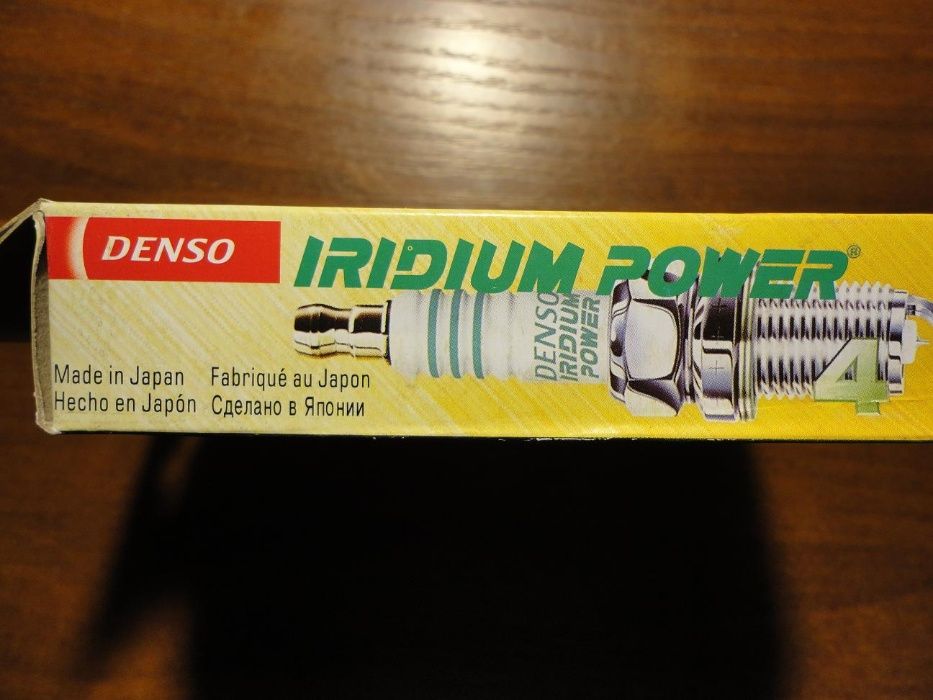 DENSO
IRIDIUM POWER®
DENSO
IRIDIUM
POWER
4
Made in Japan Fabriqué au Japon
Hecho en Japón Сделано в Японии